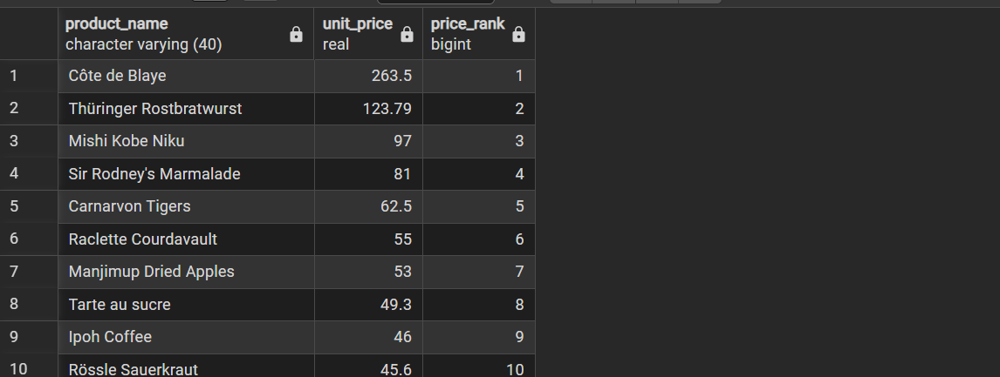 product_name unit_price price_rank
character varying (40) real bigint
1 Côte de Blaye 263.5 1
2 Thüringer Rostbratwurst 123.79 2
3 Mishi Kobe Niku 97 3
4 Sir Rodney's Marmalade 81 4
5 Carnarvon Tigers 62.5 5
6 Raclette Courdavault 55 6
7 Manjimup Dried Apples 53 7
8 Tarte au sucre 49.3 8
9 Ipoh Coffee 46 9
10 Rössle Sauerkraut 45.6 10